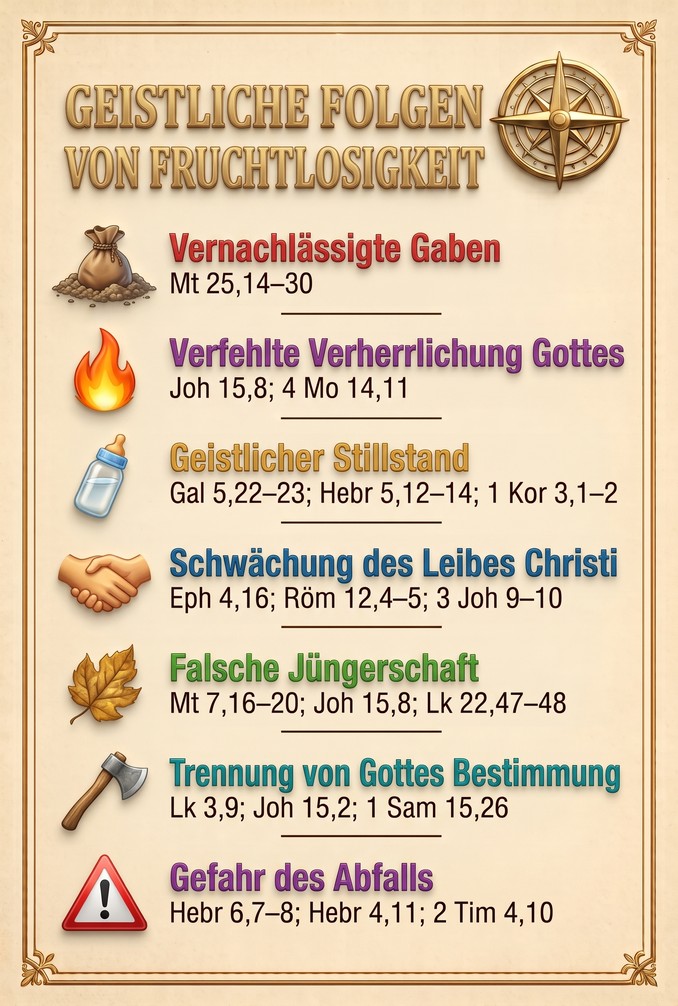 GEISTLICHE FOLGEN
VON FRUCHTLOSIGKEIT
Vernachlässigte Gaben
Mt 25,14–30
Verfehlte Verherrlichung Gottes
Joh 15,8; 4 Mo 14,11
Geistlicher Stillstand
Gal 5,22–23; Hebr 5,12–14; 1 Kor 3,1–2
Schwächung des Leibes Christi
Eph 4,16; Röm 12,4–5; 3 Joh 9–10
Falsche Jüngerschaft
Mt 7,16–20; Joh 15,8; Lk 22,47–48
Trennung von Gottes Bestimmung
Lk 3,9; Joh 15,2; 1 Sam 15,26
Gefahr des Abfalls
Hebr 6,7–8; Hebr 4,11; 2 Tim 4,10